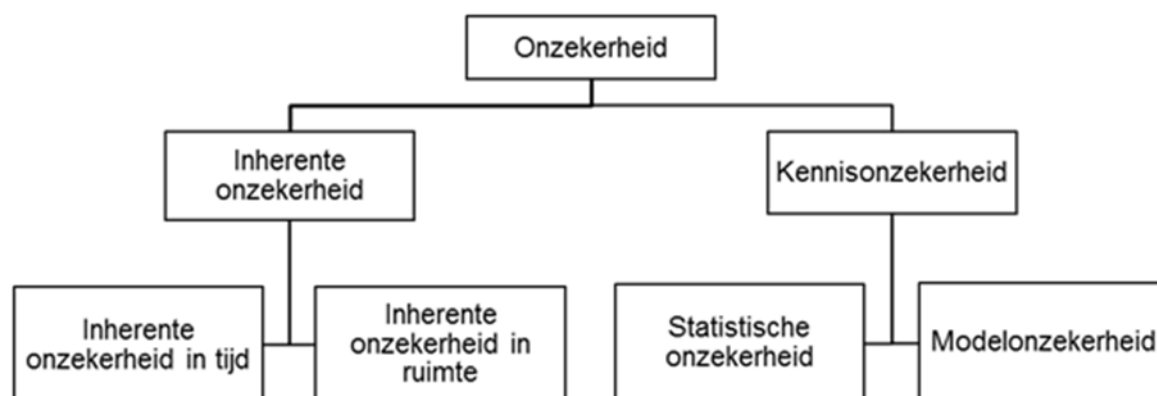 Onzekerheid
Inherente
onzekerheid
Kennisonzekerheid
Inherente
onzekerheid in tijd
Inherente
onzekerheid in
ruimte
Statistische
onzekerheid
Modelonzekerheid